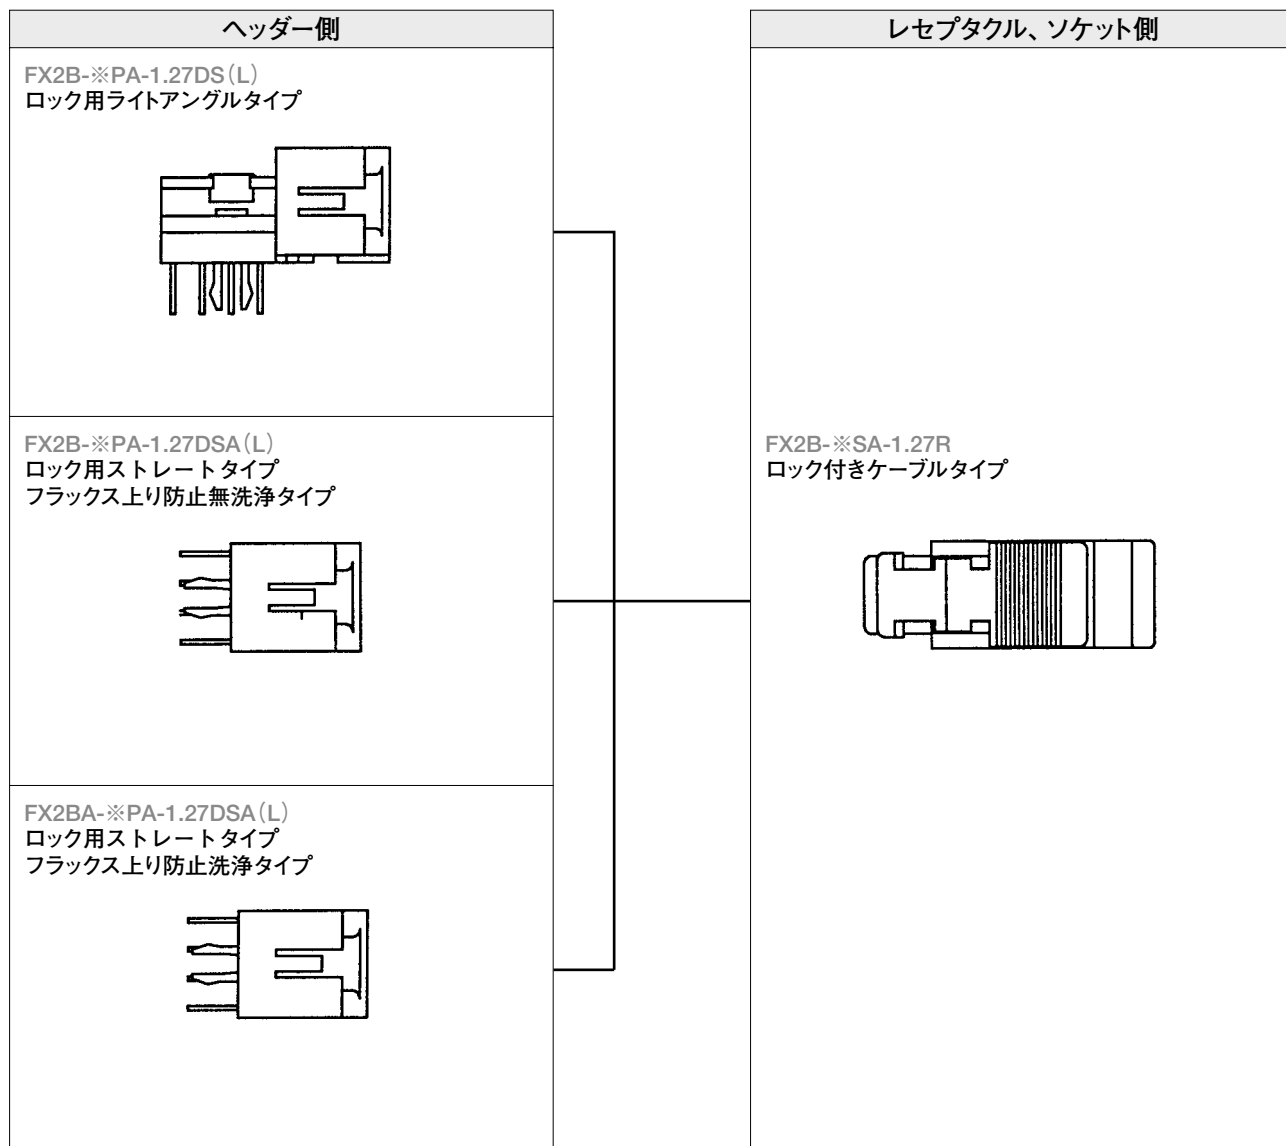 ヘッダー側
FX2B-※PA-1.27DS(L)
ロック用ライトアングルタイプ
FX2B-※PA-1.27DSA(L)
ロック用ストレートタイプ
フラックス上り防止無洗浄タイプ
FX2BA-※PA-1.27DSA(L)
ロック用ストレートタイプ
フラックス上り防止洗浄タイプ
レセプタクル、ソケット側
FX2B-※SA-1.27R
ロック付きケーブルタイプ